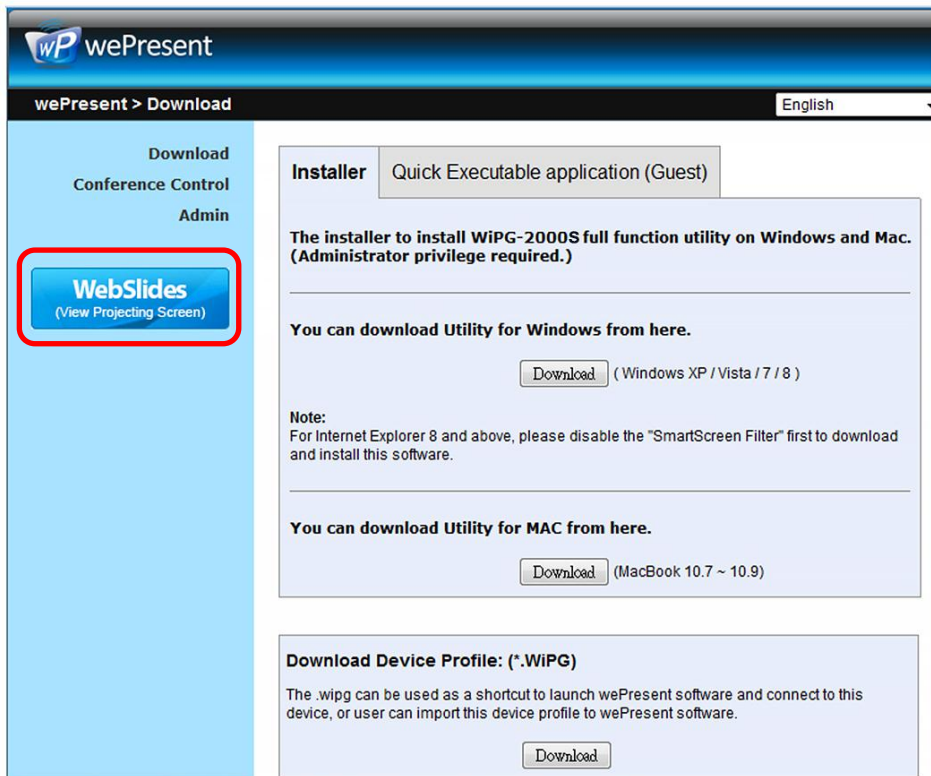 wP wePresent
wePresent > Download
English
Download
Conference Control
Admin
WebSlides
(View Projecting Screen)
Installer
Quick Executable application (Guest)
The installer to install WiPG-2000S full function utility on Windows and Mac.
(Administrator privilege required.)
You can download Utility for Windows from here.
Download ( Windows XP / Vista / 7 / 8 )
Note:
For Internet Explorer 8 and above, please disable the "SmartScreen Filter" first to download
and install this software.
You can download Utility for MAC from here.
Download (MacBook 10.7 ~ 10.9)
Download Device Profile: (*.WiPG)
The .wipg can be used as a shortcut to launch wePresent software and connect to this
device, or user can import this device profile to wePresent software.
Download